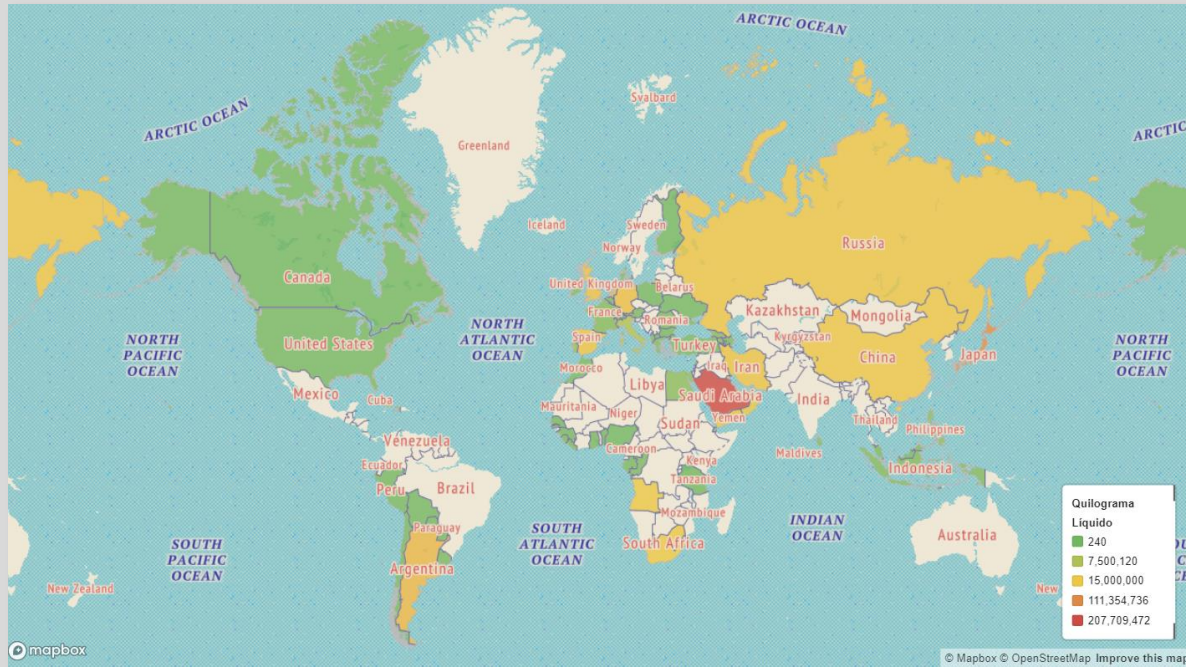 ARCTIC OCEAN
Svalbard
ARCTIC OCEAN
ARCTIC
Greenland
Iceland
Sweden
Norway
Russia
Canada
United Kingdom
Belarus
France
Romania
Kazakhstan
Mongolia
NORTH
PACIFIC
OCEAN
United States
NORTH
ATLANTIC
OCEAN
Spain
Turkey
Kyrgyzstan
China
Japan
NORTH
PACIFIC
OCEAN
Morocco
Iraq
Iran
Mexico
Cuba
Libya
Saudi Arabia
India
Mauritania
Niger
Sudan
Yemen
Thailand
Philippines
Venezuela
Cameroon
Kenya
Maldives
Ecuador
Indonesia
Peru
Brazil
Tanzania
Paraguay
Mozambique
SOUTH
PACIFIC
OCEAN
SOUTH
ATLANTIC
OCEAN
INDIAN
OCEAN
South Africa
Australia
Argentina
New Zealand
New
Quilograma
Líquido
240
7,500,120
15,000,000
111,354,736
207,709,472
mapbox
© Mapbox © OpenStreetMap Improve this map